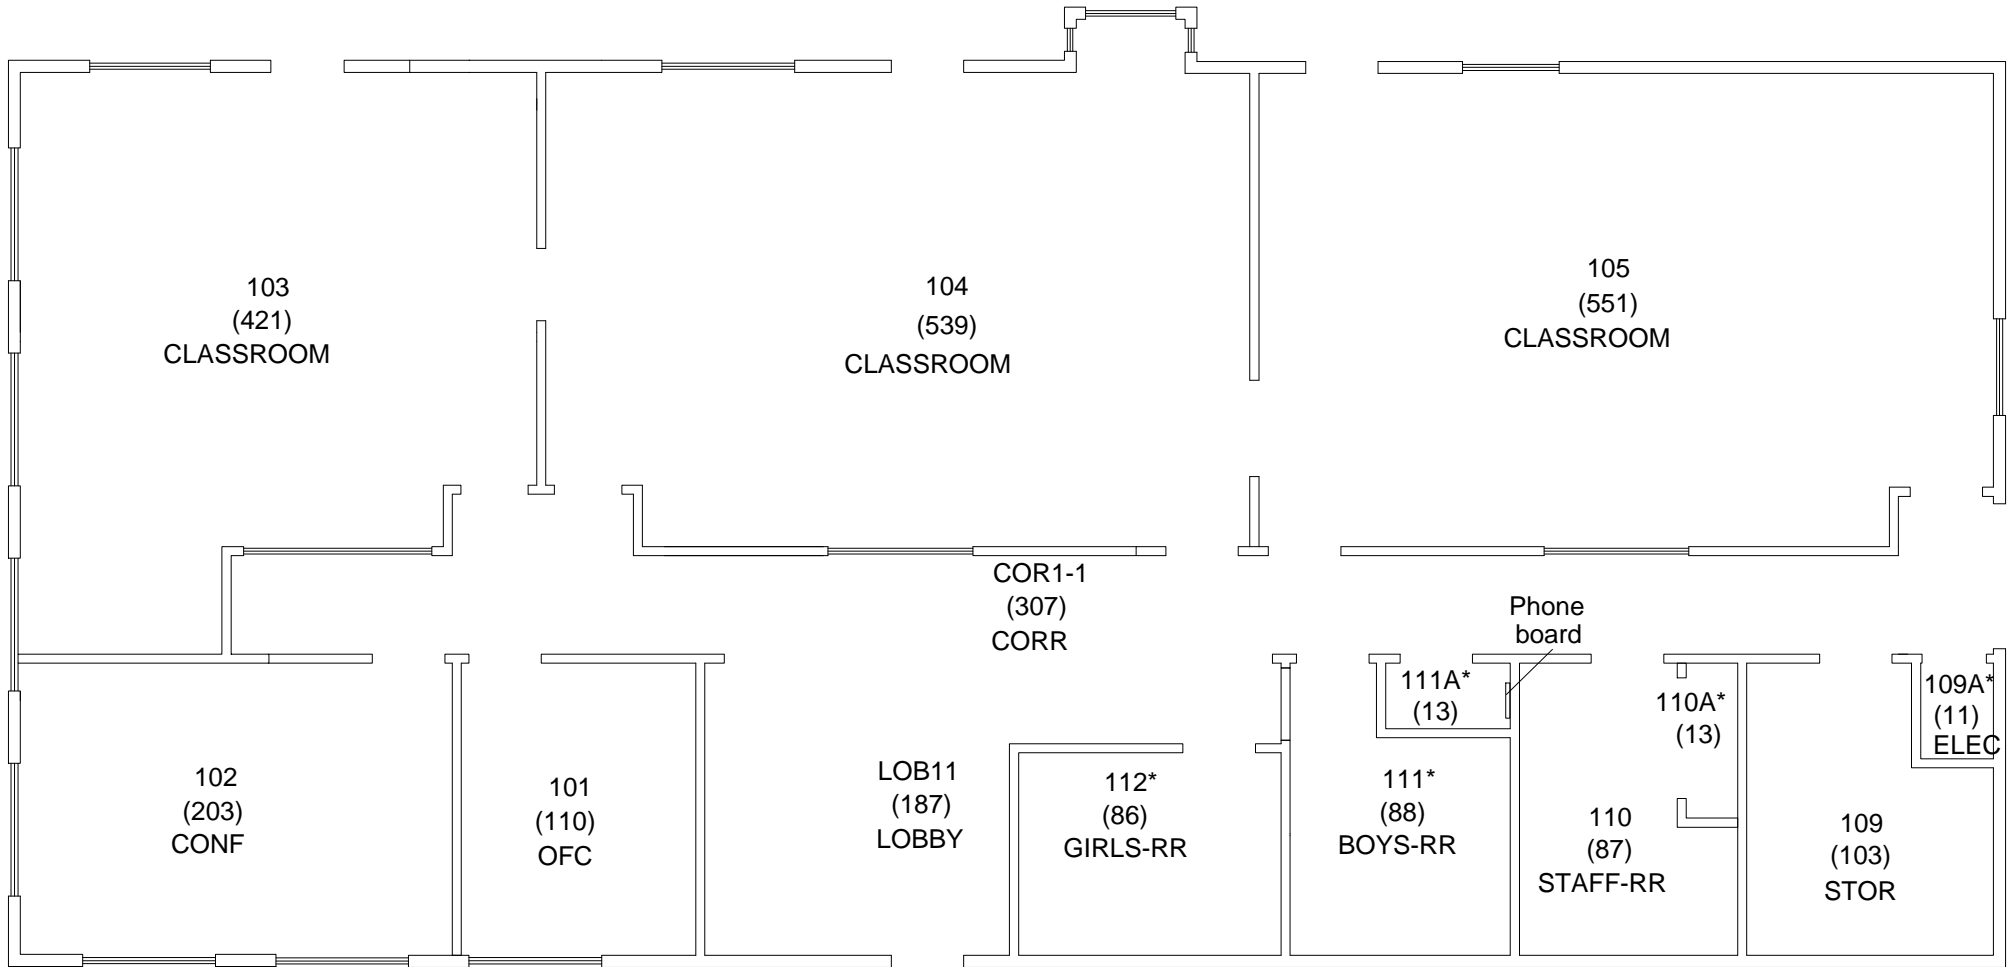 103
(421)
CLASSROOM
104
(539)
CLASSROOM
105
(551)
CLASSROOM
COR1-1
(307)
CORR
Phone
board
102
(203)
CONF
101
(110)
OFC
LOB11
(187)
LOBBY
112*
(86)
GIRLS-RR
111A*
(13)
111*
(88)
BOYS-RR
110A*
(13)
110
(87)
STAFF-RR
109A*
(11)
ELEC
109
(103)
STOR